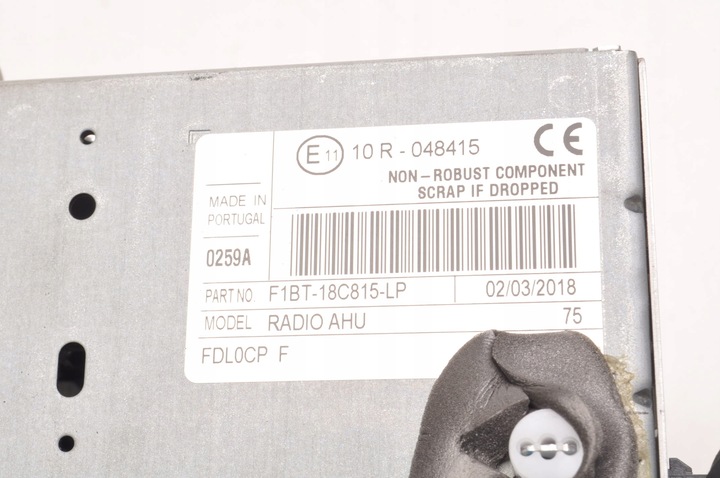 E 11 10 R - 048415 CE
NON - ROBUST COMPONENT
SCRAP IF DROPPED
MADE IN
PORTUGAL
0259A
PART NO. F1BT-18C815-LP 02/03/2018
MODEL RADIO AHU 75
FDL0CP F